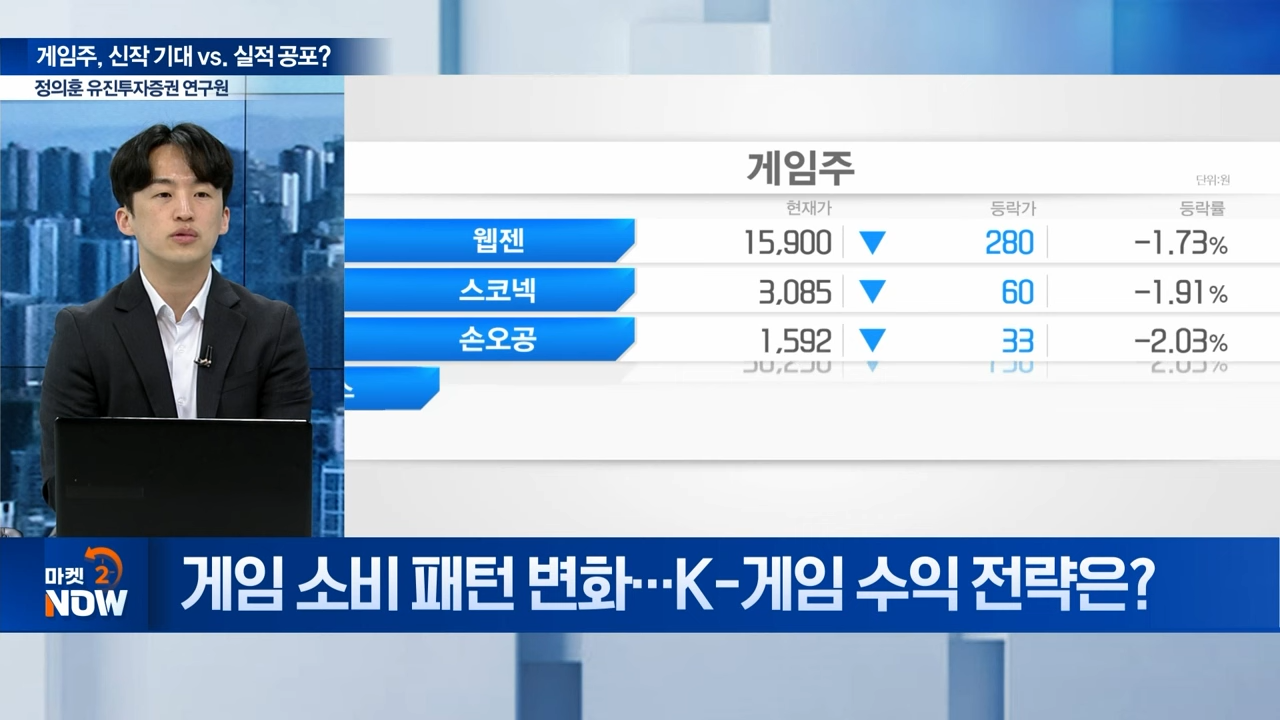 게임주, 신작 기대 vs. 실적 공포?
정의훈 유진투자증권 연구원
게임주
단위:원
현재가 등락가 등락률
웹젠 15,900 ▼ 280 -1.73%
스코넥 3,085 ▼ 60 -1.91%
손오공 1,592 ▼ 33 -2.03%
스
마켓 2
NOW
게임 소비 패턴 변화…K-게임 수익 전략은?